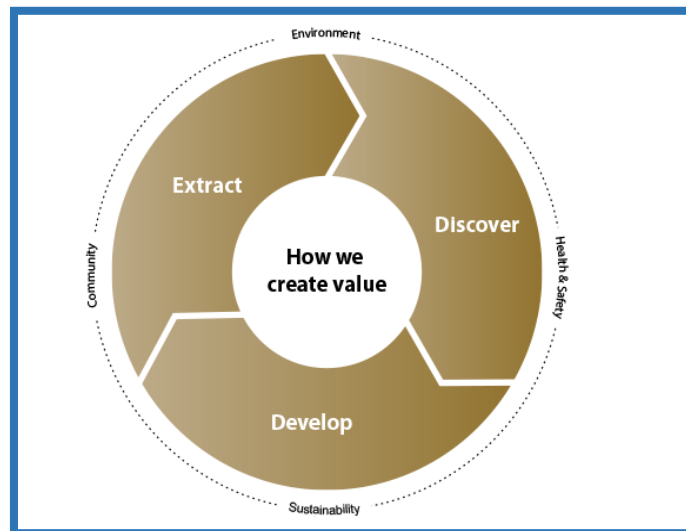 Environment
Extract
Discover
How we
create value
Community
Health & Safety
Develop
Sustainability